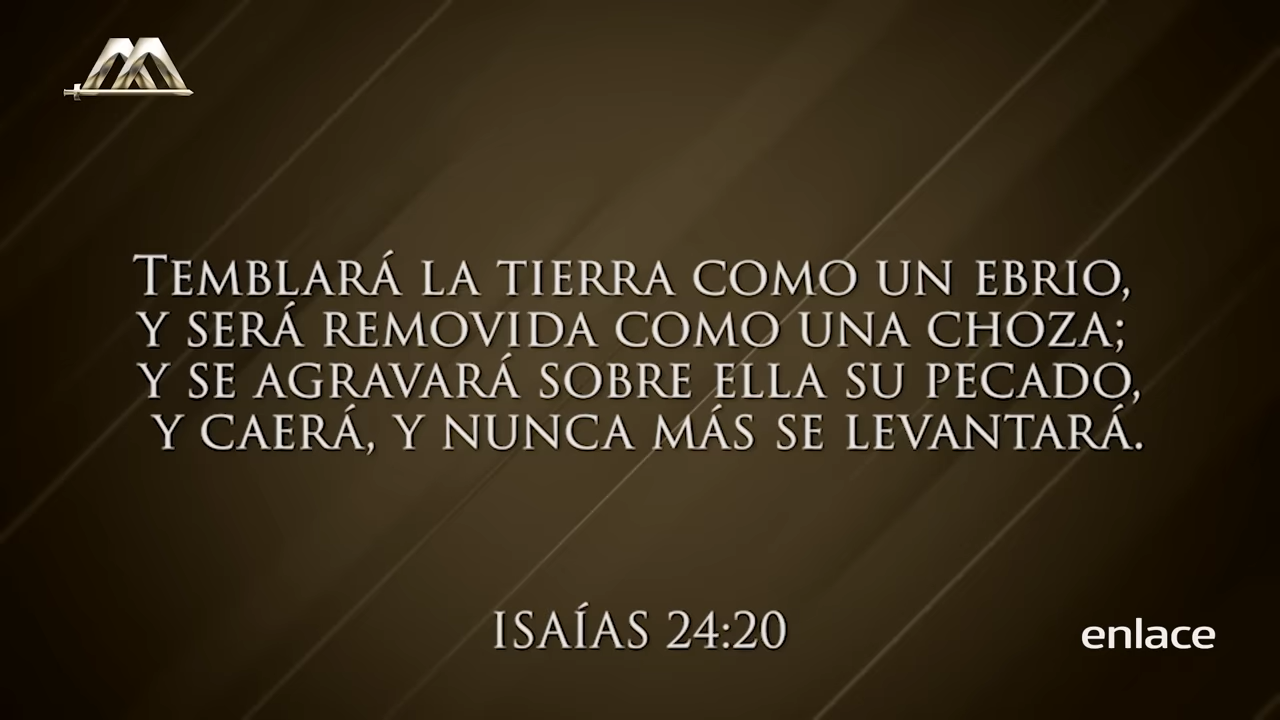 TEMBLARÁ LA TIERRA COMO UN EBRIO,
Y SERÁ REMOVIDA COMO UNA CHOZA;
Y SE AGRAVARÁ SOBRE ELLA SU PECADO,
Y CAERÁ, Y NUNCA MÁS SE LEVANTARÁ.
ISAÍAS 24:20
enlace